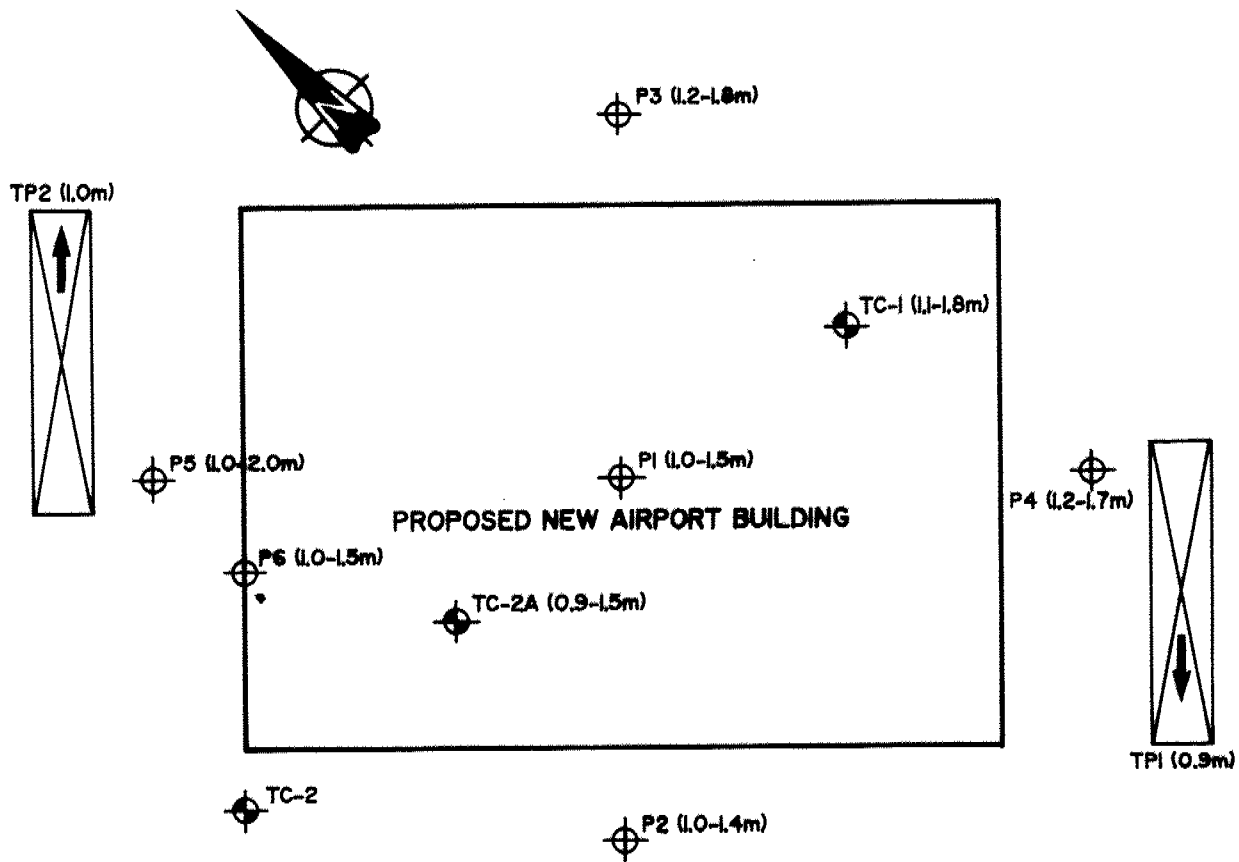 P3 (1.2-1.8m)
TP2 (1.0m)
TC-1 (1.1-1.8m)
P5 (1.0-2.0m)
P1 (1.0-1.5m)
P4 (1.2-1.7m)
PROPOSED NEW AIRPORT BUILDING
P6 (1.0-1.5m)
TC-2A (0.9-1.5m)
TP1 (0.9m)
TC-2
P2 (1.0-1.4m)